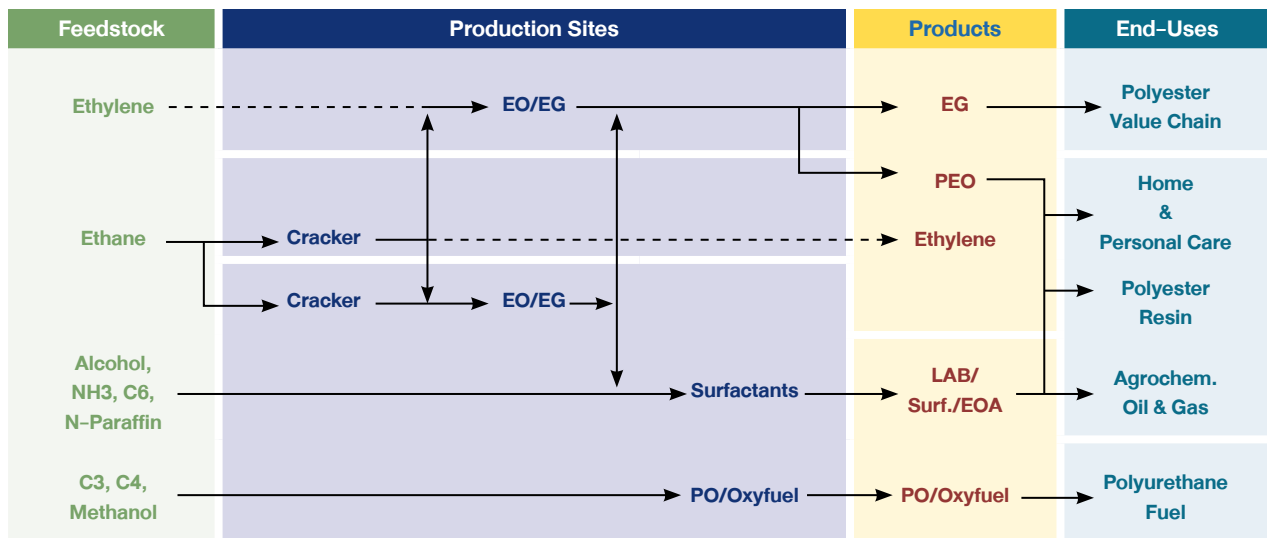 Feedstock
Production Sites
Products
End–Uses
Ethylene
EO/EG
EG
Polyester
Value Chain
PEO
Home
&
Personal Care
Ethane
Cracker
Ethylene
Cracker
EO/EG
Polyester
Resin
Alcohol,
NH3, C6,
N–Paraffin
Surfactants
LAB/
Surf./EOA
Agrochem.
Oil & Gas
C3, C4,
Methanol
PO/Oxyfuel
PO/Oxyfuel
Polyurethane
Fuel